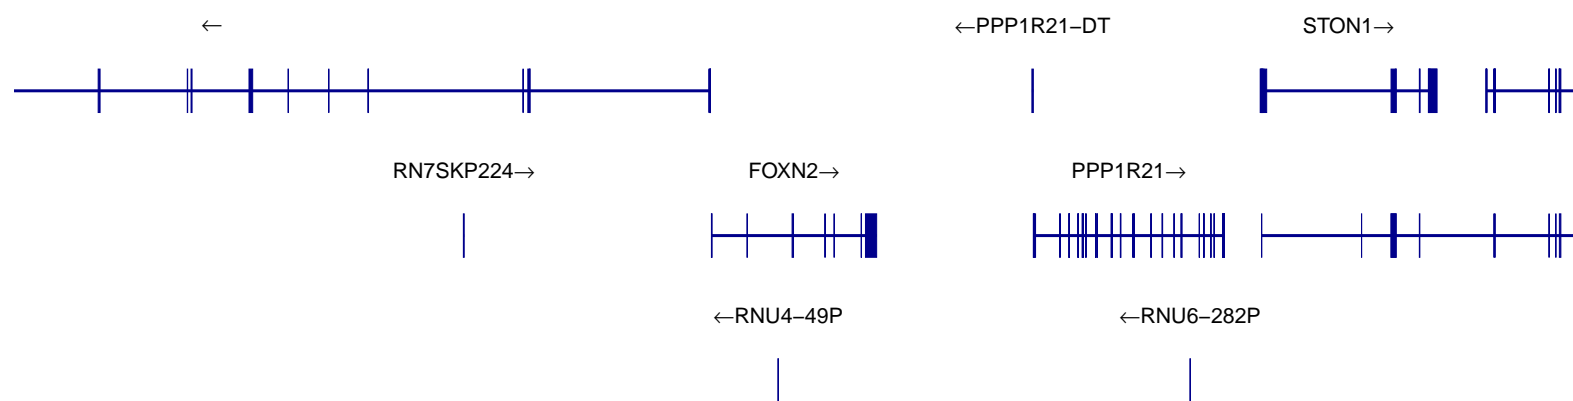 ←
←PPP1R21−DT
STON1→
RN7SKP224→
FOXN2→
PPP1R21→
←RNU4−49P
←RNU6−282P